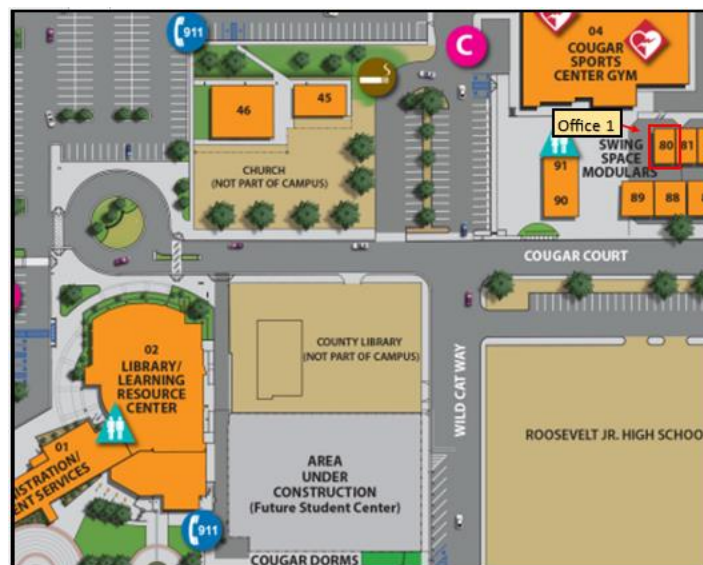 911
04
COUGAR
SPORTS
CENTER GYM
C
46
45
Office 1
80
81
SWING
SPACE
MODULARS
91
90
89
88
CHURCH
(NOT PART OF CAMPUS)
COUGAR COURT
02
LIBRARY/
LEARNING
RESOURCE
CENTER
COUNTY LIBRARY
(NOT PART OF CAMPUS)
WILD CAT WAY
ROOSEVELT JR. HIGH SCHOO
01
NISTRATION/
ENT SERVICES
AREA
UNDER
CONSTRUCTION
(Future Student Center)
911
COUGAR DORMS